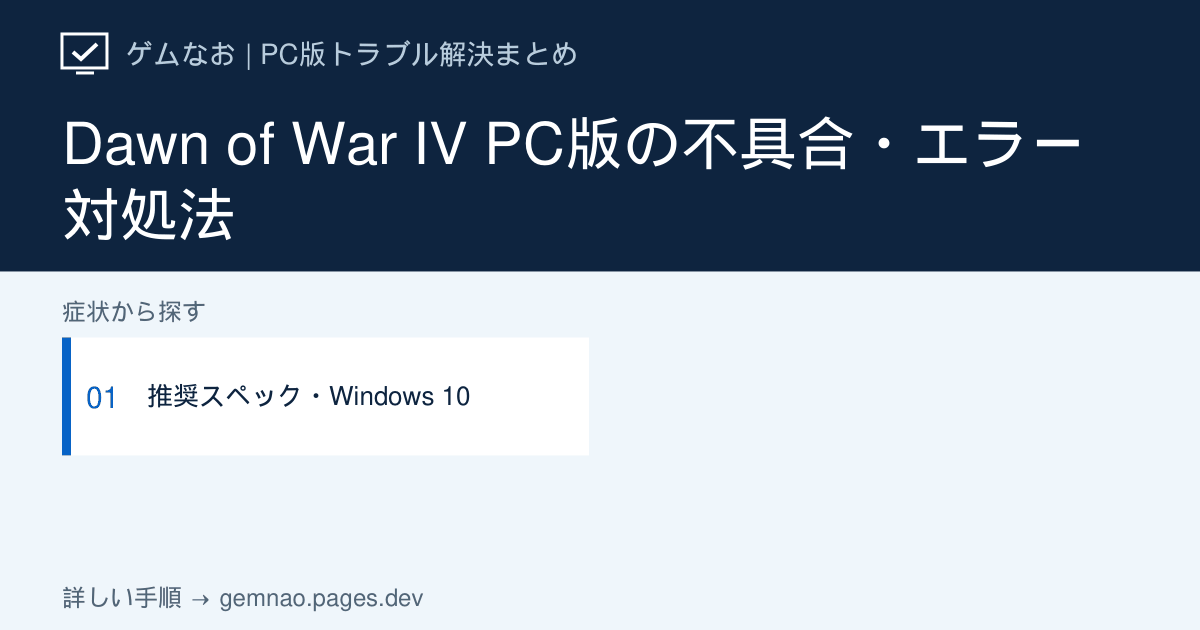 ゲムなお | PC版トラブル解決まとめ
Dawn of War IV PC版の不具合・エラー
対処法
症状から探す
01 推奨スペック・Windows 10
詳しい手順 → gemnao.pages.dev